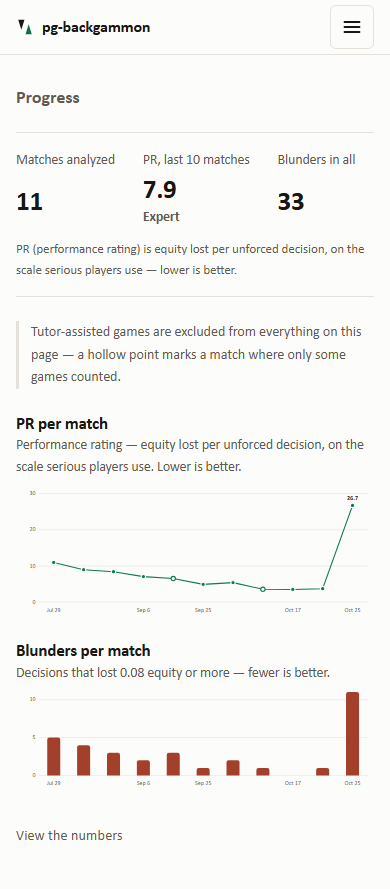 pg-backgammon
Progress
Matches analyzed
11
PR, last 10 matches
7.9
Expert
Blunders in all
33
PR (performance rating) is equity lost per unforced decision, on the
scale serious players use — lower is better.
Tutor-assisted games are excluded from everything on this
page — a hollow point marks a match where only some
games counted.
PR per match
Performance rating — equity lost per unforced decision, on the
scale serious players use. Lower is better.
30
20
10
0
26.7
Jul 29
Sep 6
Sep 25
Oct 17
Oct 25
Blunders per match
Decisions that lost 0.08 equity or more — fewer is better.
10
5
0
Jul 29
Sep 6
Sep 25
Oct 17
Oct 25
View the numbers